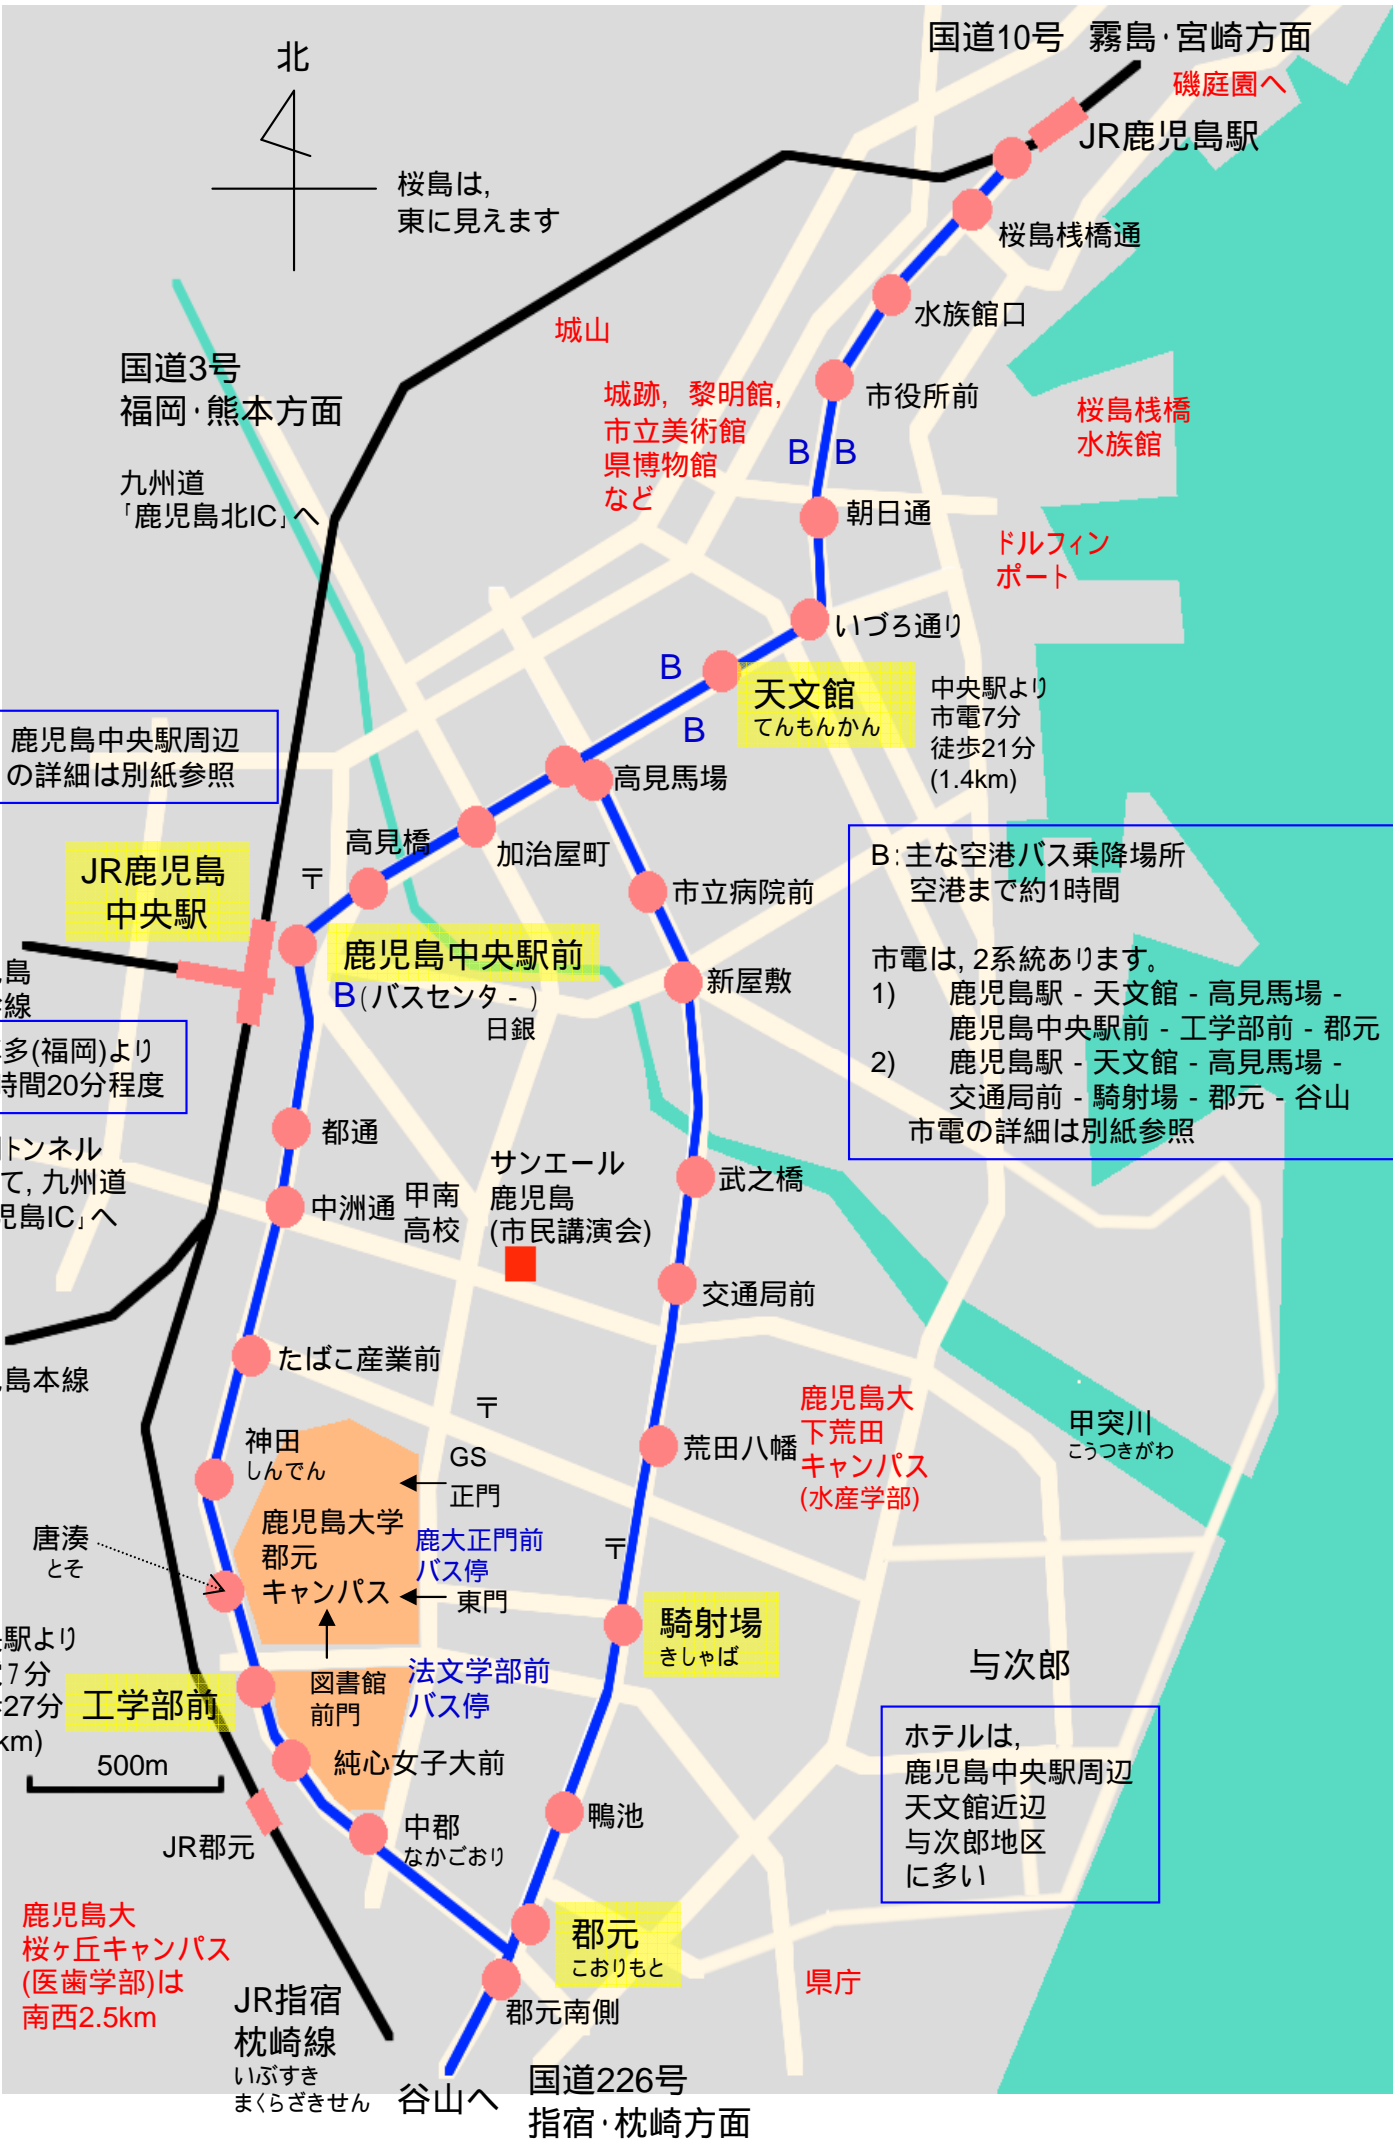 国道10号 霧島･宮崎方面
北
磯庭園へ
JR鹿児島駅
桜島は,
東に見えます
桜島桟橋通
水族館口
城山
国道3号
福岡･熊本方面
城跡, 黎明館,
市立美術館
県博物館
など
市役所前
桜島桟橋
水族館
B B
九州道
｢鹿児島北IC｣へ
朝日通
ドルフィン
ポート
いづろ通り
B
天文館
てんもんかん
B
中央駅より
市電7分
徒歩21分
(1.4km)
鹿児島中央駅周辺
の詳細は別紙参照
高見馬場
高見橋
加治屋町
〒
JR鹿児島
中央駅
市立病院前
B:主な空港バス乗降場所
空港まで約1時間
市電は, 2系統あります。
1) 鹿児島駅 - 天文館 - 高見馬場 -
鹿児島中央駅前 - 工学部前 - 郡元
2) 鹿児島駅 - 天文館 - 高見馬場 -
交通局前 - 騎射場 - 郡元 - 谷山
市電の詳細は別紙参照
鹿児島中央駅前
B(バスセンタ - )
日銀
新屋敷
島
線
多(福岡)より
時間20分程度
トンネル
て, 九州道
児島IC｣へ
都通
中洲通
甲南
高校
サンエール
鹿児島
(市民講演会)
武之橋
交通局前
島本線
たばこ産業前
〒
GS
正門
神田
しんでん
荒田八幡
鹿児島大
下荒田
キャンパス
(水産学部)
甲突川
こうつきがわ
鹿児島大学
郡元
キャンパス
鹿大正門前
バス停
東門
〒
唐湊
とそ
騎射場
きしゃば
駅より
7分
27分
km)
工学部前
図書館
前門
法文学部前
バス停
与次郎
500m
純心女子大前
ホテルは,
鹿児島中央駅周辺
天文館近辺
与次郎地区
に多い
鴨池
JR郡元
中郡
なかごおり
鹿児島大
桜ヶ丘キャンパス
(医歯学部)は
南西2.5km
郡元
こおりもと
県庁
郡元南側
JR指宿
枕崎線
いぶすき
まくらざきせん
谷山へ
国道226号
指宿･枕崎方面